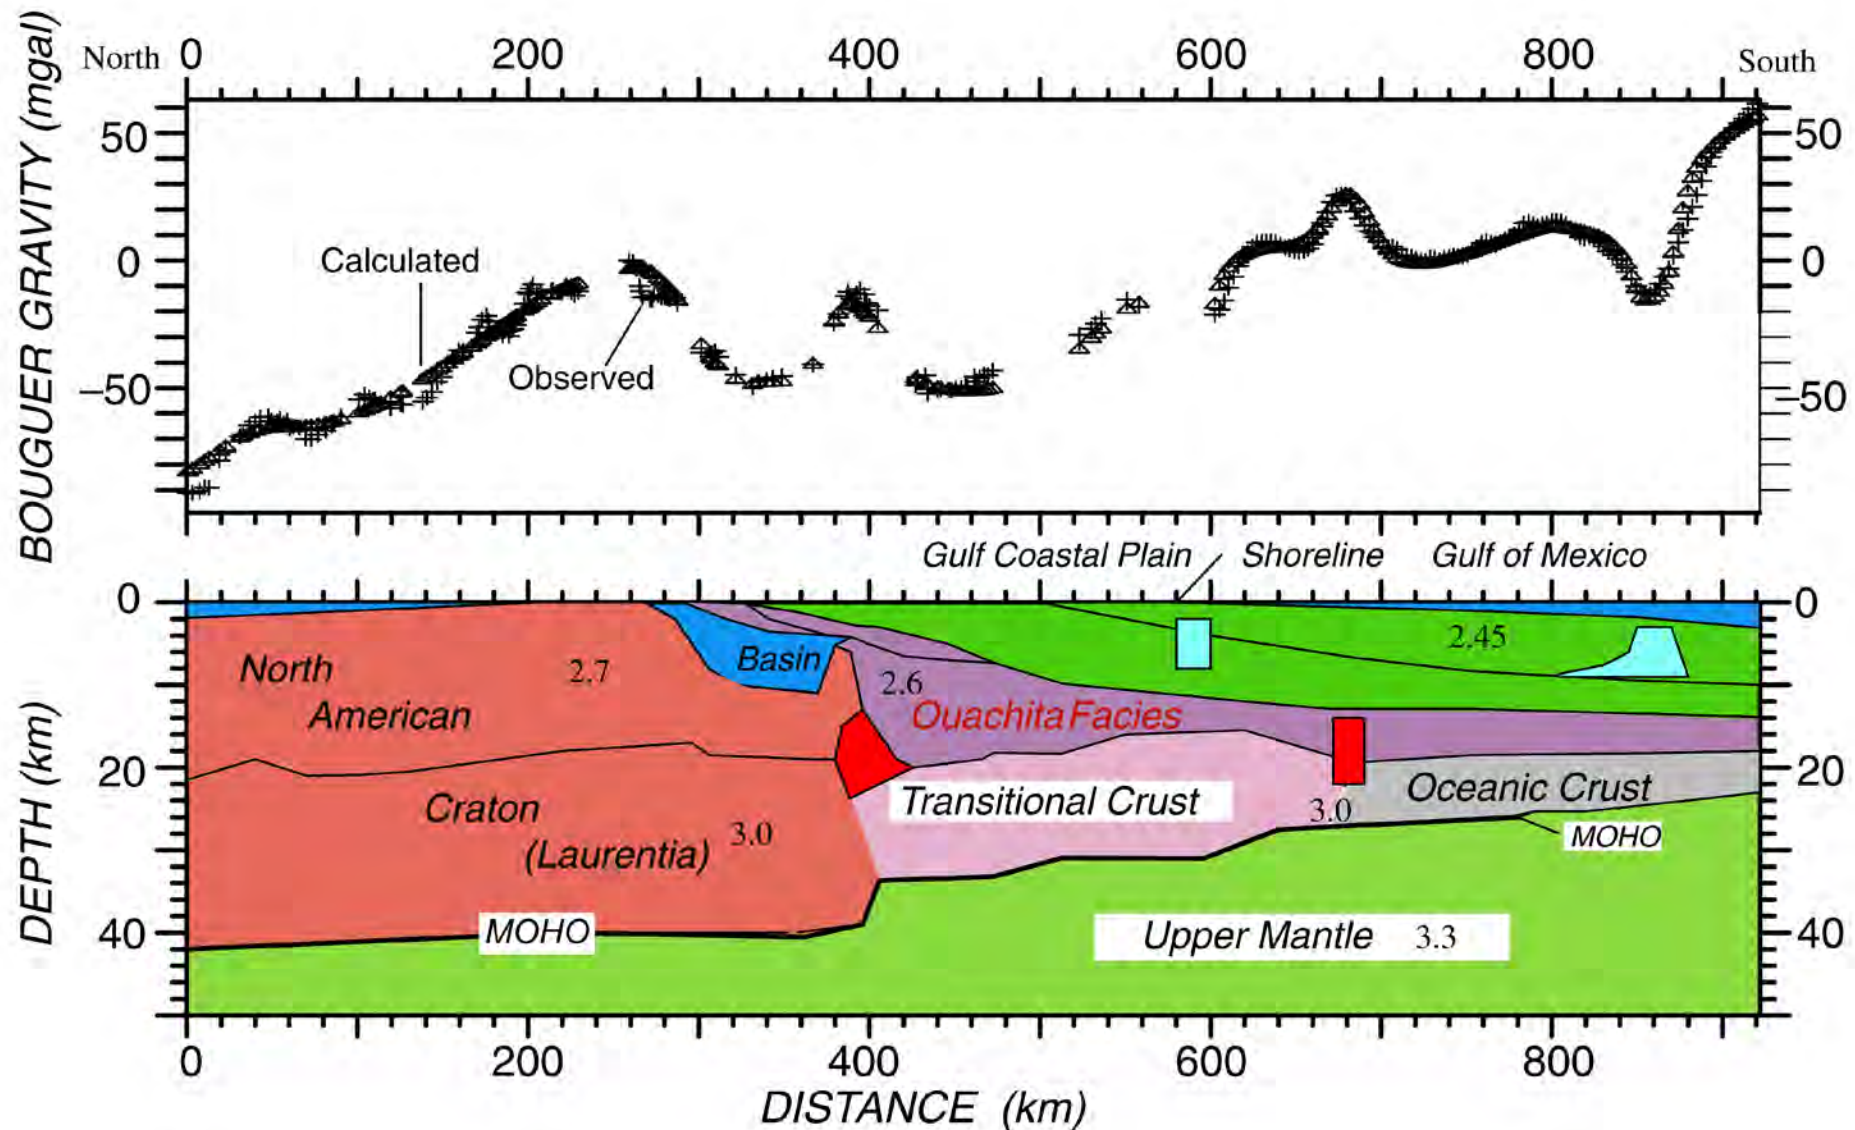 North 0 200 400 600 800 South
BOUGUER GRAVITY (mgal)
50 50
0 0
–50 –50
Calculated
Observed
Gulf Coastal Plain Shoreline Gulf of Mexico
DEPTH (km)
0 0
20 20
40 40
North
American
2.7
Basin
2.6
Ouachita Facies
2.45
Craton
(Laurentia)
3.0
Transitional Crust
3.0
Oceanic Crust
MOHO
MOHO
Upper Mantle 3.3
0 200 400 600 800
DISTANCE (km)